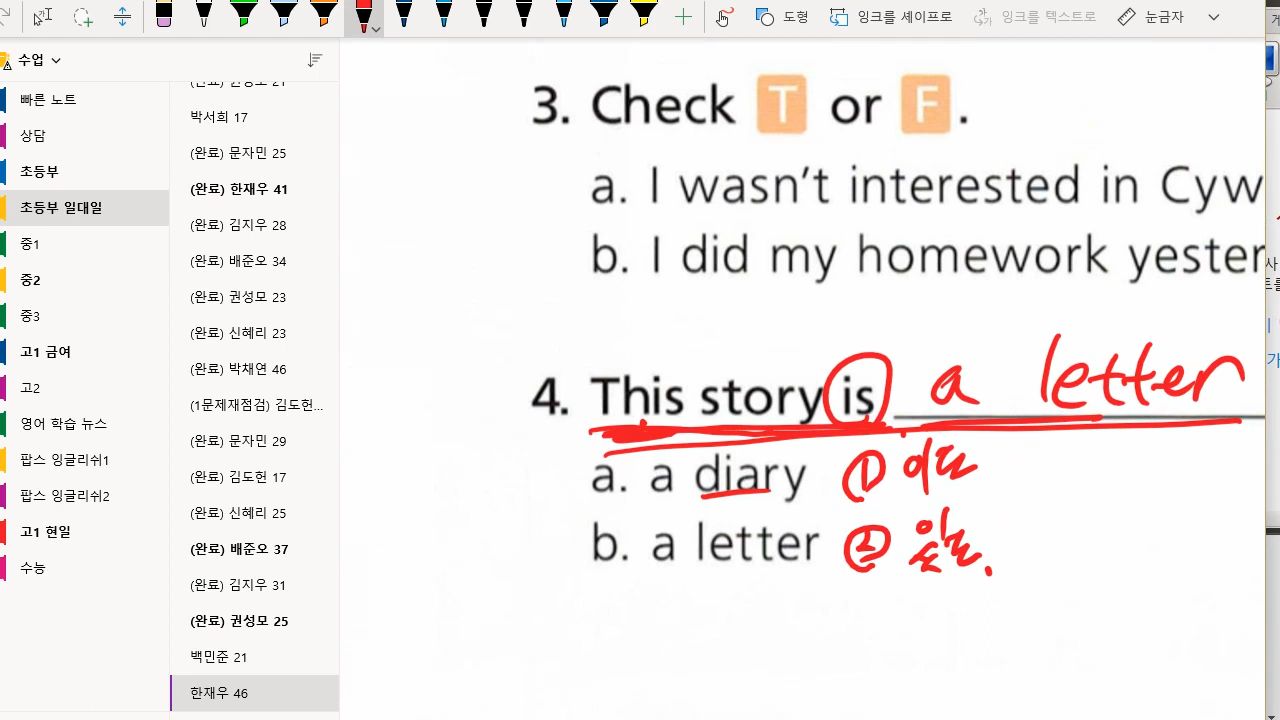 도형
잉크를 셰이프로
잉크를 텍스트로
눈금자
수업
빠른 노트
상담
초등부
초등부 일대일
중1
중2
중3
고1 금여
고2
영어 학습 뉴스
팝스 잉글리쉬1
팝스 잉글리쉬2
고1 현일
수능
박서희 17
(완료) 문자민 25
(완료) 한재우 41
(완료) 김지우 28
(완료) 배준오 34
(완료) 권성모 23
(완료) 신혜리 23
(완료) 박채연 46
(1문제재점검) 김도헌...
(완료) 문자민 29
(완료) 김도헌 17
(완료) 신혜리 25
(완료) 배준오 37
(완료) 김지우 31
(완료) 권성모 25
백민준 21
한재우 46
3. Check T or F.
a. I wasn't interested in Cyw
b. I did my homework yester
4. This story is a letter
a. a diary ① 이다
b. a letter ②